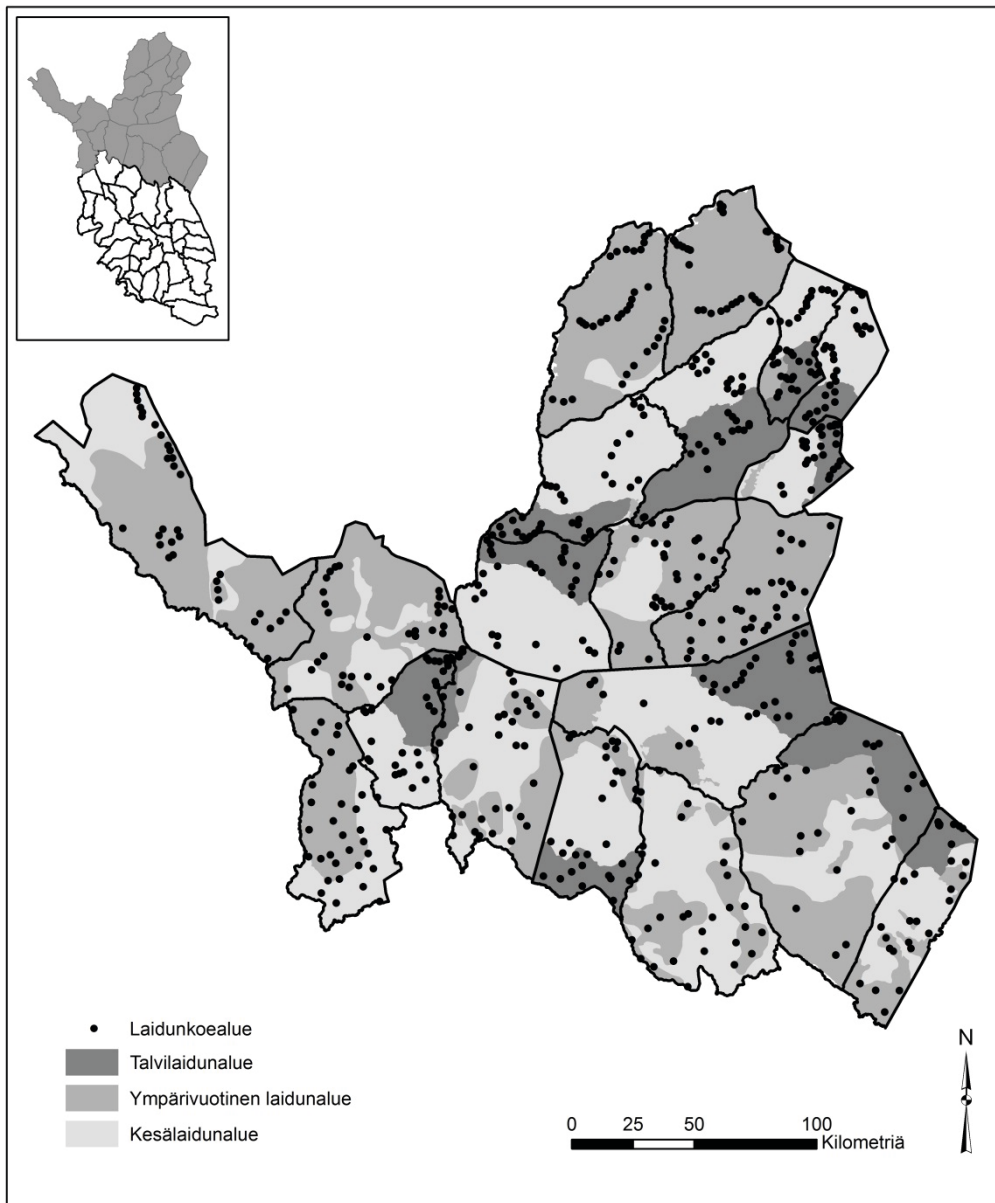 Laidunkoealue
Talvilaidunalue
Ympärivuotinen laidunalue
Kesälaidunalue
N
0 25 50 100
Kilometriä